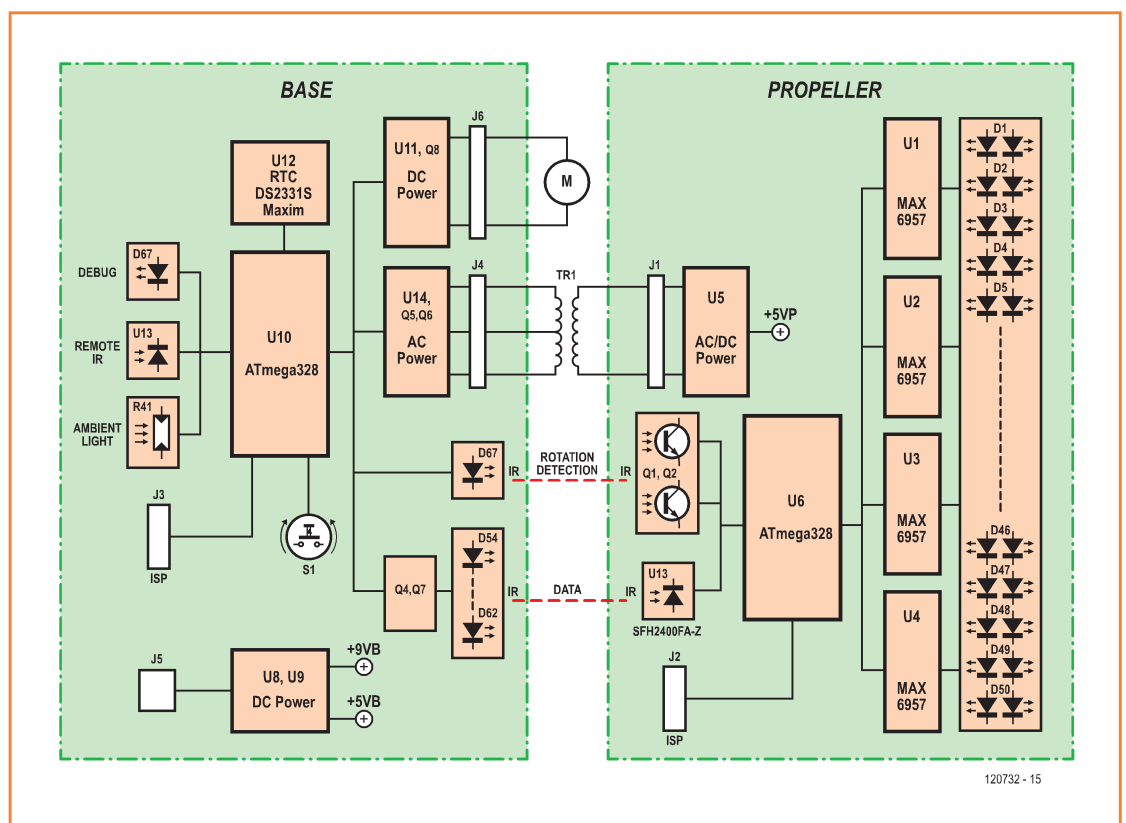 BASE
U12
RTC
DS2331S
Maxim
U11, Q8
DC
Power
J6
M
D67
DEBUG
U13
REMOTE
IR
R41
AMBIENT
LIGHT
U10
ATmega328
U14,
Q5,Q6
AC
Power
J4
TR1
J3
ISP
S1
D67
IR
ROTATION
DETECTION
IR
Q4,Q7
D54
D62
IR
DATA
IR
J5
U8, U9
DC Power
+9VB
+5VB
PROPELLER
J1
U5
AC/DC
Power
+5VP
Q1, Q2
U13
SFH2400FA-Z
U6
ATmega328
J2
ISP
U1
MAX
6957
U2
MAX
6957
U3
MAX
6957
U4
MAX
6957
D1
D2
D3
D4
D5
D46
D47
D48
D49
D50
120732 - 15